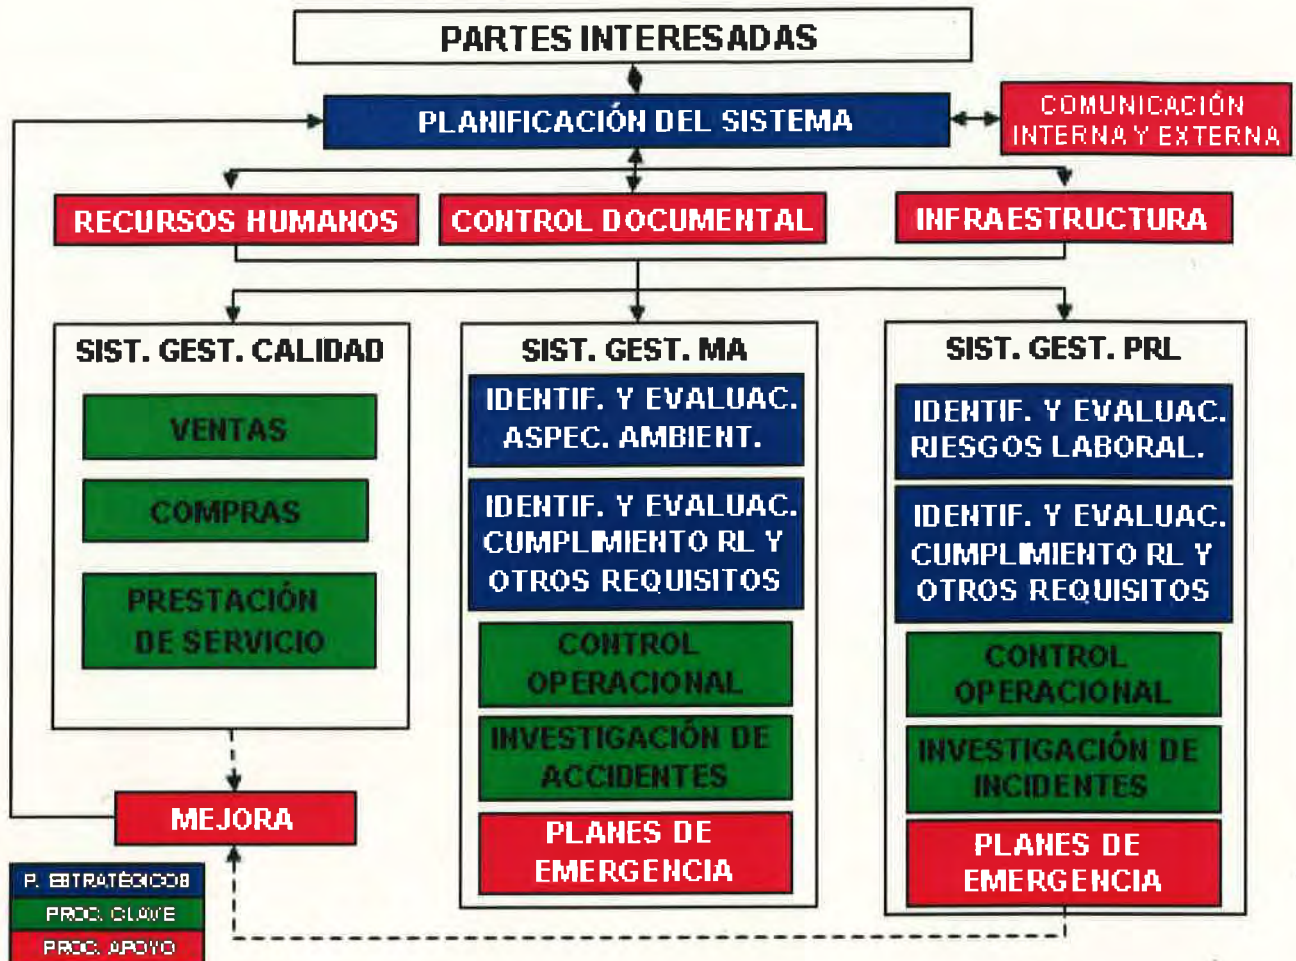 PARTES INTERESADAS
PLANIFICACIÓN DEL SISTEMA
COMUNICACIÓN
INTERNA Y EXTERNA
RECURSOS HUMANOS
CONTROL DOCUMENTAL
INFRAESTRUCTURA
SIST. GEST. CALIDAD
VENTAS
COMPRAS
PRESTACIÓN
DE SERVICIO
SIST. GEST. MA
IDENTIF. Y EVALUAC.
ASPEC. AMBIENT.
IDENTIF. Y EVALUAC.
CUMPLIMIENTO RL Y
OTROS REQUISITOS
CONTROL
OPERACIONAL
INVESTIGACIÓN DE
ACCIDENTES
PLANES DE
EMERGENCIA
SIST. GEST. PRL
IDENTIF. Y EVALUAC.
RIESGOS LABORAL.
IDENTIF. Y EVALUAC.
CUMPLIMIENTO RL Y
OTROS REQUISITOS
CONTROL
OPERACIONAL
INVESTIGACIÓN DE
INCIDENTES
PLANES DE
EMERGENCIA
MEJORA
P. ESTRATÉGICOS
PROC. CLAVE
PROC. APOYO